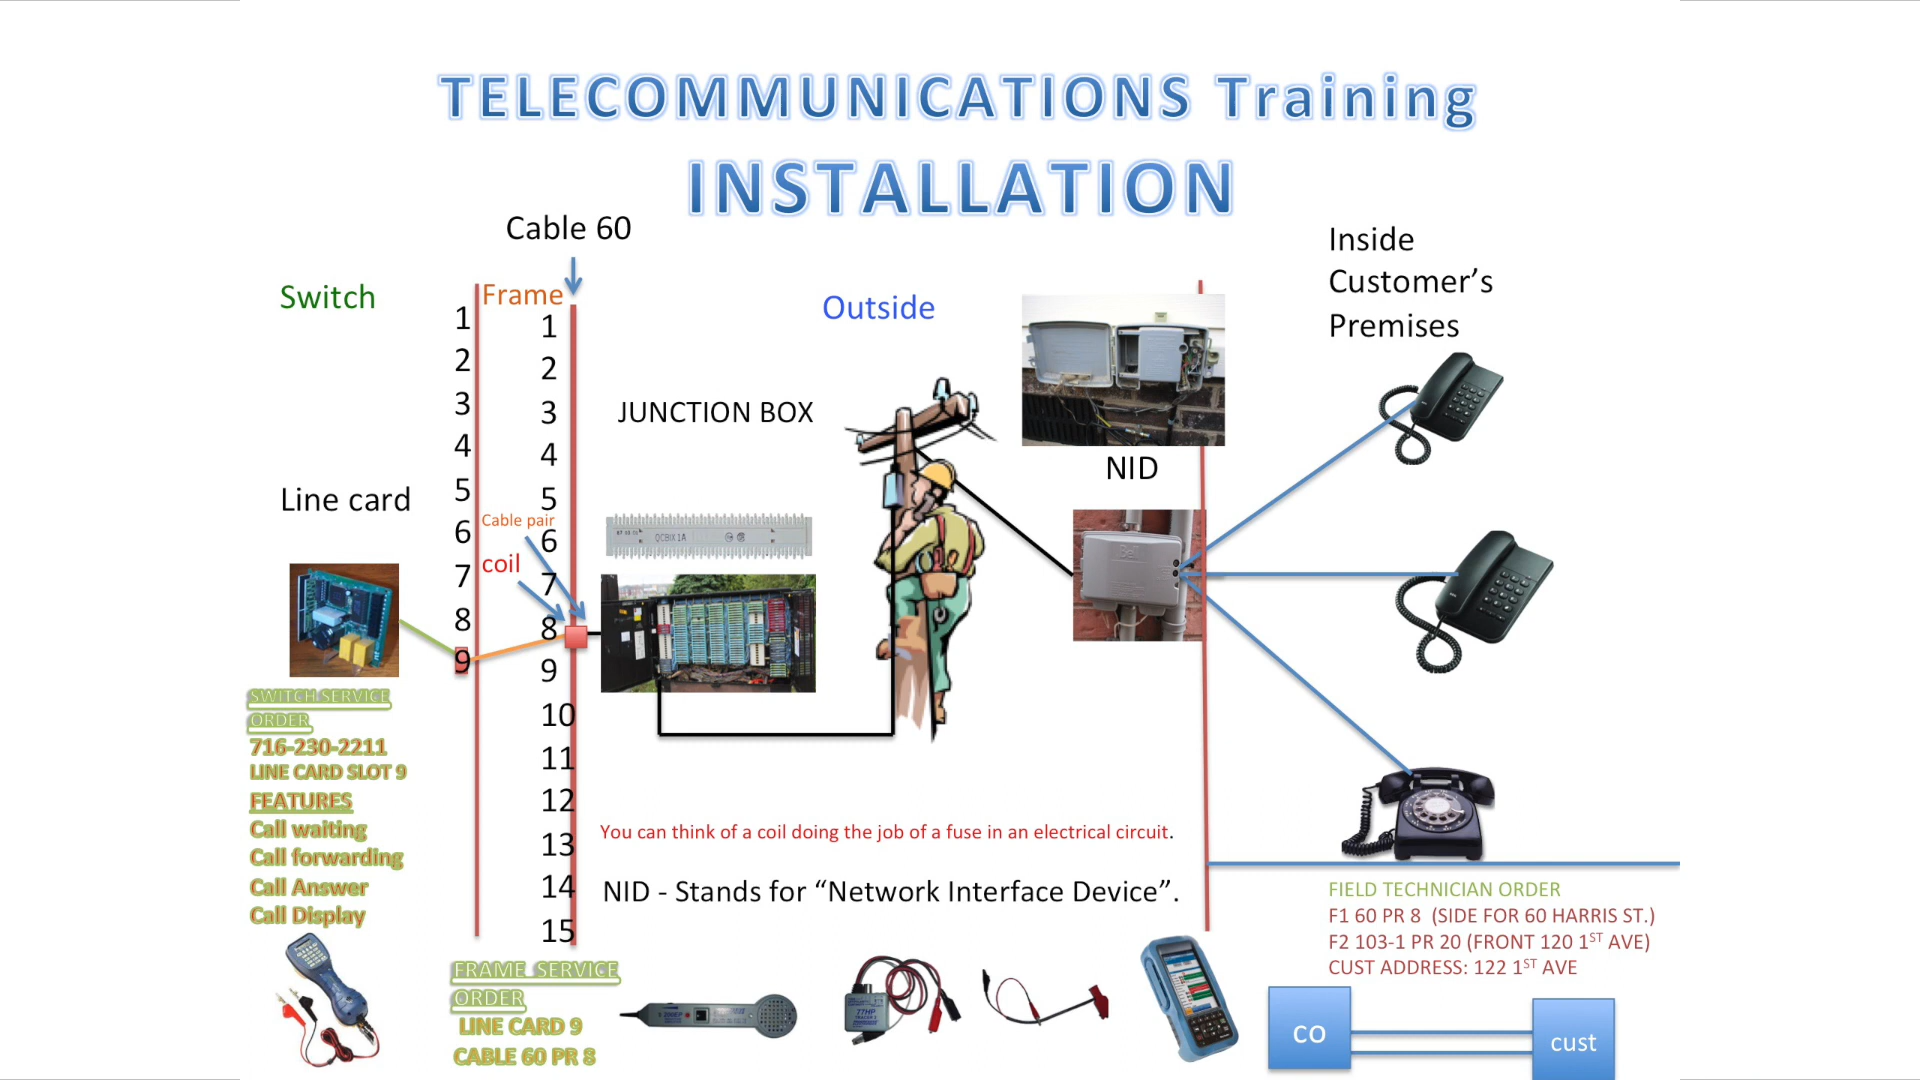 TELECOMMUNICATIONS Training
INSTALLATION
Cable 60
Switch
Frame
Outside
Inside
Customer’s
Premises
1
2
3
4
5
6
7
8
9
1
2
3
4
5
6
7
8
9
10
11
12
13
14
15
Cable pair
coil
Line card
JUNCTION BOX
QCBIX 1A
NID
Bell
SWITCH SERVICE
ORDER
716-230-2211
LINE CARD SLOT 9
FEATURES
Call waiting
Call forwarding
Call Answer
Call Display
You can think of a coil doing the job of a fuse in an electrical circuit.
NID - Stands for “Network Interface Device”.
FRAME SERVICE
ORDER
LINE CARD 9
CABLE 60 PR 8
200EP
77HP
FIELD TECHNICIAN ORDER
F1 60 PR 8 (SIDE FOR 60 HARRIS ST.)
F2 103-1 PR 20 (FRONT 120 1ST AVE)
CUST ADDRESS: 122 1ST AVE
CO
cust